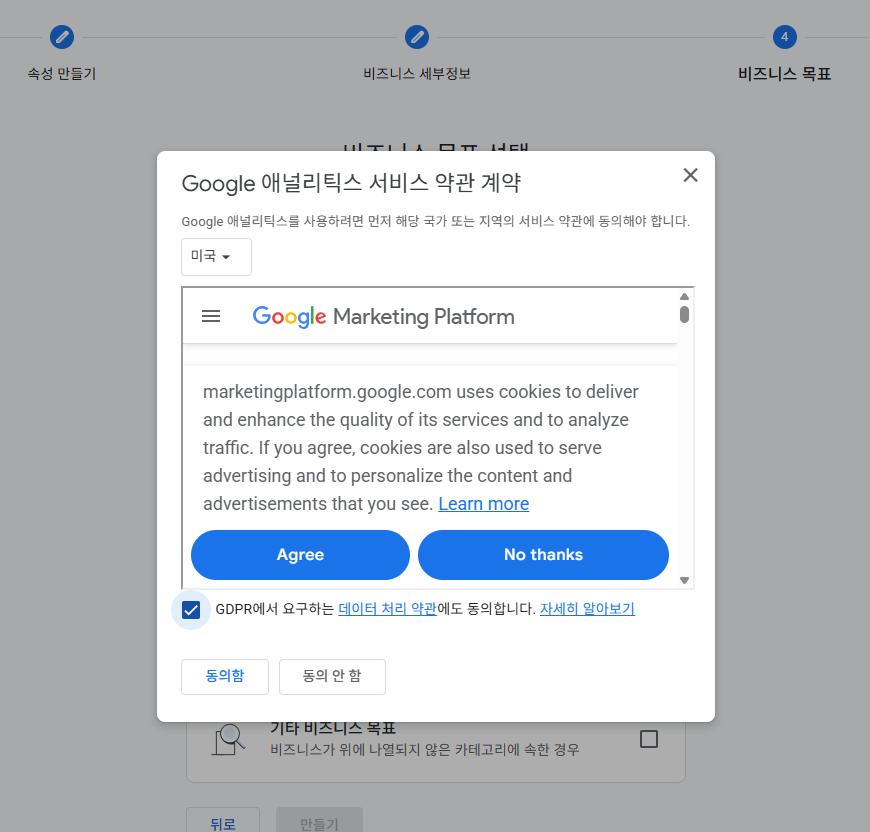 4
속성 만들기
비즈니스 세부정보
비즈니스 목표
비즈니스 목표 선택
Google 애널리틱스 서비스 약관 계약
Google 애널리틱스를 사용하려면 먼저 해당 국가 또는 지역의 서비스 약관에 동의해야 합니다.
미국
Google Marketing Platform
marketingplatform.google.com uses cookies to deliver
and enhance the quality of its services and to analyze
traffic. If you agree, cookies are also used to serve
advertising and to personalize the content and
advertisements that you see. Learn more
Agree
No thanks
GDPR에서 요구하는 데이터 처리 약관에도 동의합니다. 자세히 알아보기
동의함
동의 안 함
기타 비즈니스 목표
비즈니스가 위에 나열되지 않은 카테고리에 속한 경우
뒤로
만들기